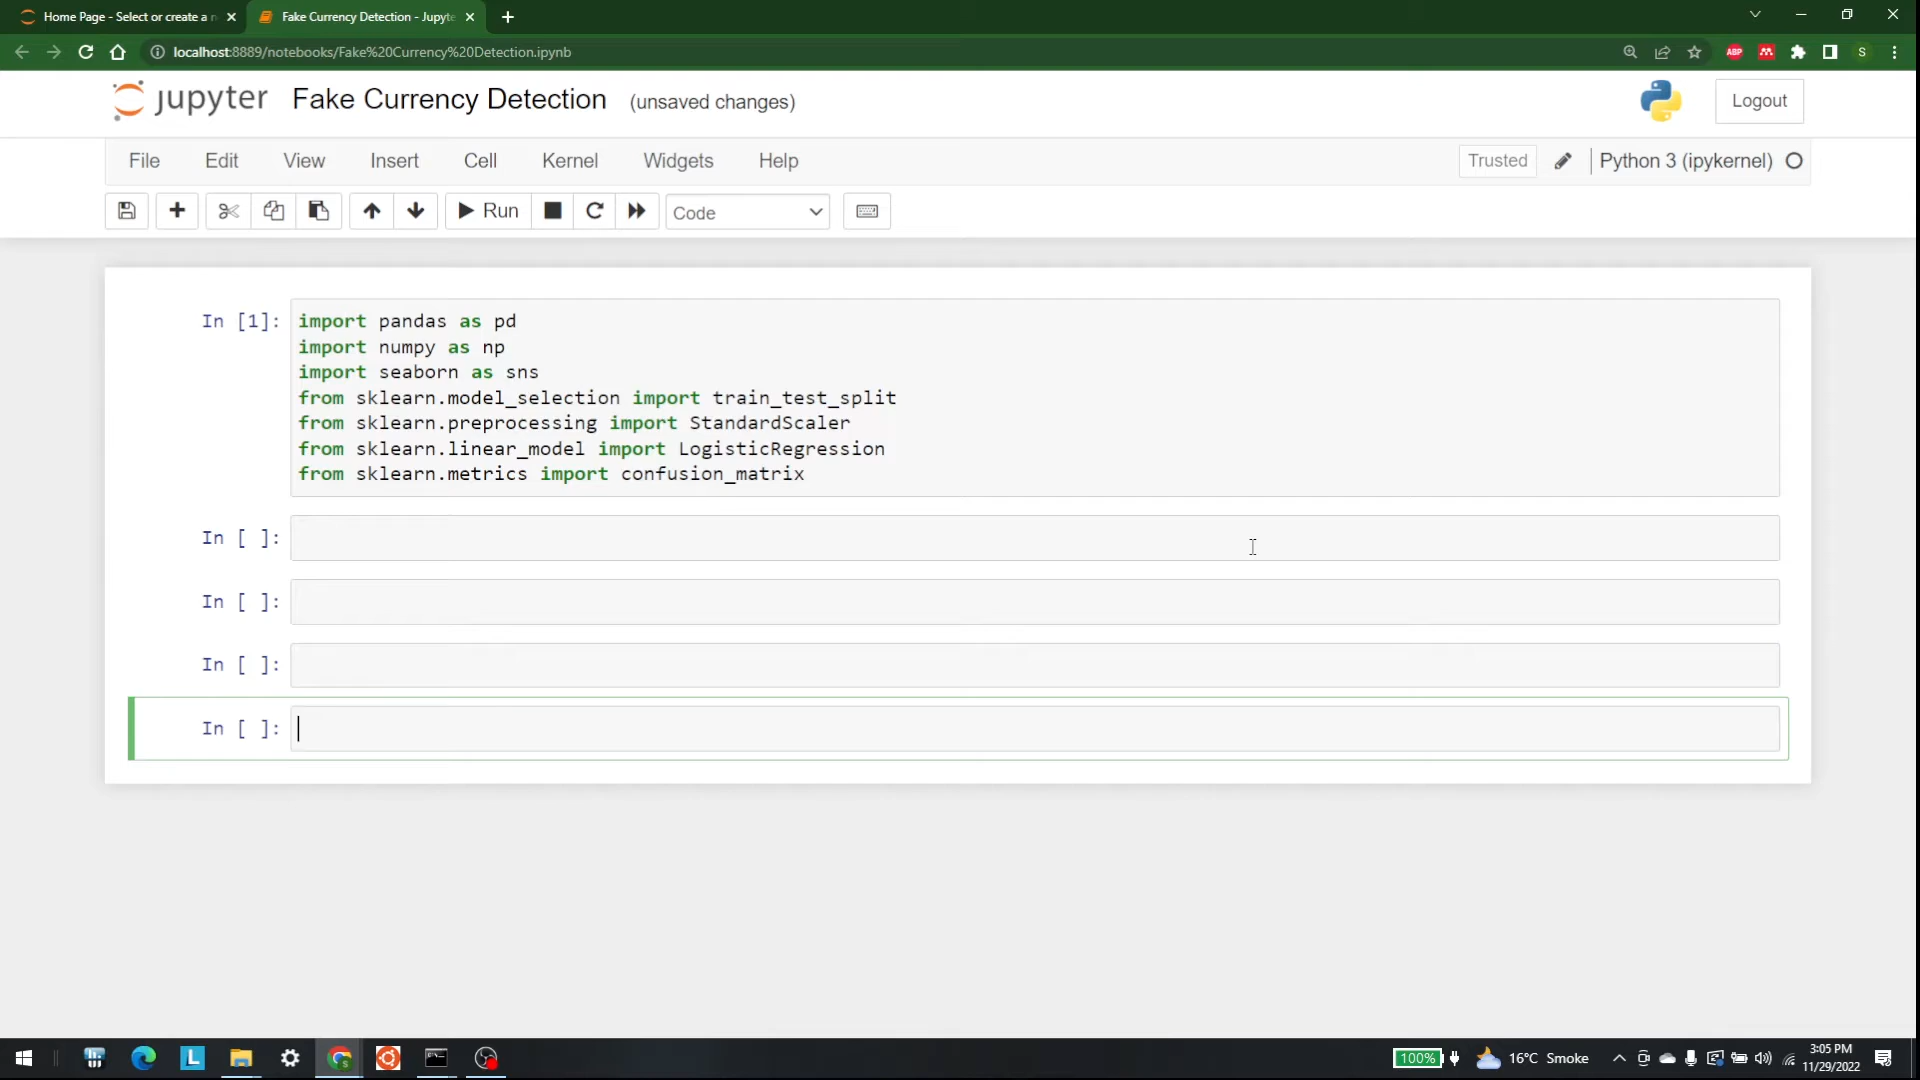 Home Page - Select or create a n
Fake Currency Detection - Jupyte
localhost:8889/notebooks/Fake%20Currency%20Detection.ipynb
ABP
S
jupyter Fake Currency Detection (unsaved changes)
Logout
File Edit View Insert Cell Kernel Widgets Help
Trusted Python 3 (ipykernel)
Run Code
In [1]: import pandas as pd
import numpy as np
import seaborn as sns
from sklearn.model_selection import train_test_split
from sklearn.preprocessing import StandardScaler
from sklearn.linear_model import LogisticRegression
from sklearn.metrics import confusion_matrix
In [ ]:
In [ ]:
In [ ]:
In [ ]:
L
100%
16°C Smoke
3:05 PM
11/29/2022